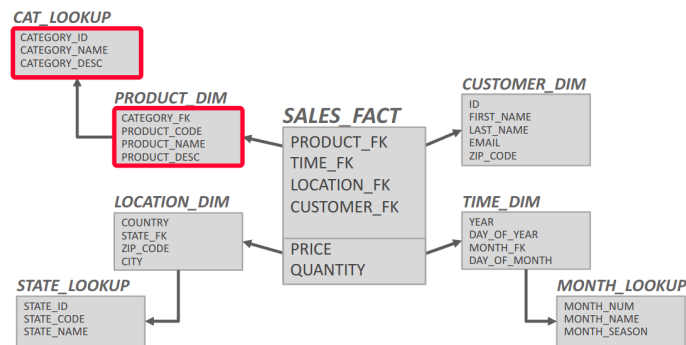 CAT_LOOKUP
CATEGORY_ID
CATEGORY_NAME
CATEGORY_DESC
PRODUCT_DIM
CATEGORY_FK
PRODUCT_CODE
PRODUCT_NAME
PRODUCT_DESC
SALES_FACT
PRODUCT_FK
TIME_FK
LOCATION_FK
CUSTOMER_FK
PRICE
QUANTITY
CUSTOMER_DIM
ID
FIRST_NAME
LAST_NAME
EMAIL
ZIP_CODE
LOCATION_DIM
COUNTRY
STATE_FK
ZIP_CODE
CITY
TIME_DIM
YEAR
DAY_OF_YEAR
MONTH_FK
DAY_OF_MONTH
STATE_LOOKUP
STATE_ID
STATE_CODE
STATE_NAME
MONTH_LOOKUP
MONTH_NUM
MONTH_NAME
MONTH_SEASON